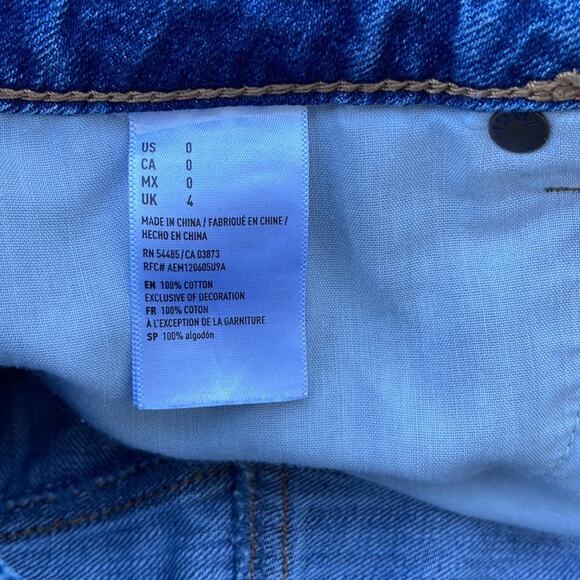 US 0
CA 0
MX 0
UK 4
MADE IN CHINA / FABRIQUÉ EN CHINE /
HECHO EN CHINA
RN 54485 / CA 03873
RFC# AEM120605U9A
EN 100% COTTON
EXCLUSIVE OF DECORATION
FR 100% COTON
À L'EXCEPTION DE LA GARNITURE
SP 100% algodón